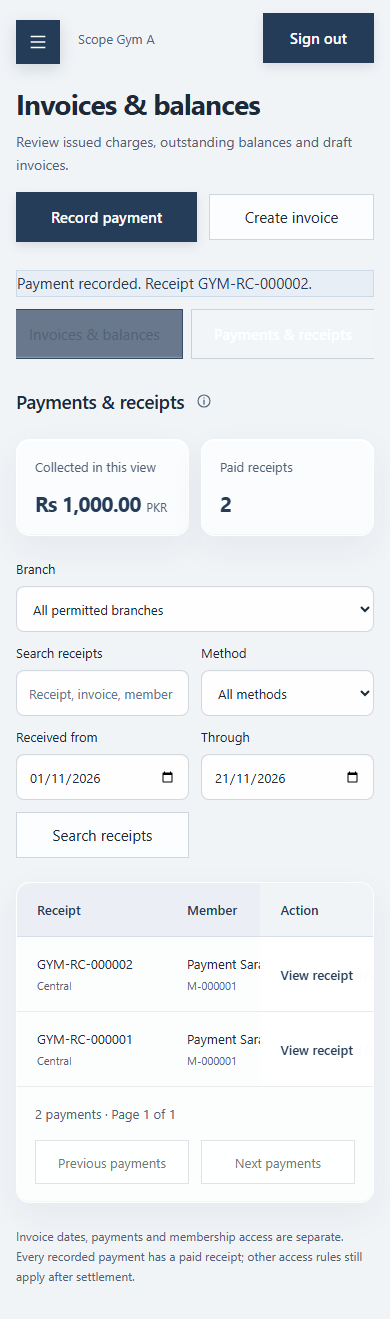 Scope Gym A
Sign out
Invoices & balances
Review issued charges, outstanding balances and draft
invoices.
Record payment
Create invoice
Payment recorded. Receipt GYM-RC-000002.
Invoices & balances
Payments & receipts
Payments & receipts
Collected in this view
Rs 1,000.00 PKR
Paid receipts
2
Branch
All permitted branches
Search receipts
Method
Receipt, invoice, member
All methods
Received from
Through
01/11/2026
21/11/2026
Search receipts
Receipt Member Action
GYM-RC-000002 Payment Sara
Central M-000001
View receipt
GYM-RC-000001 Payment Sara
Central M-000001
View receipt
2 payments · Page 1 of 1
Previous payments
Next payments
Invoice dates, payments and membership access are separate.
Every recorded payment has a paid receipt; other access rules still
apply after settlement.